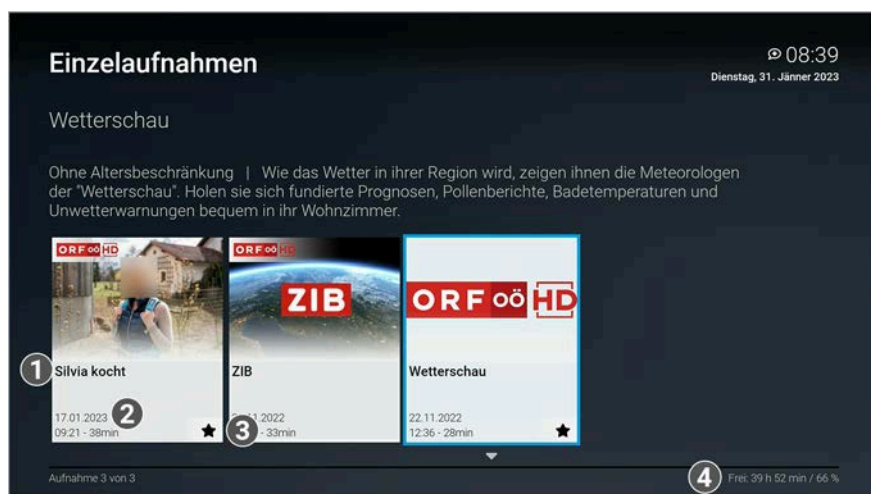 Einzelaufnahmen
08:39
Dienstag, 31. Jänner 2023
Wetterschau
Ohne Altersbeschränkung | Wie das Wetter in ihrer Region wird, zeigen ihnen die Meteorologen
der "Wetterschau". Holen sie sich fundierte Prognosen, Pollenberichte, Badetemperaturen und
Unwetterwarnungen bequem in ihr Wohnzimmer.
ORF oö HD
ORF oö HD
ZIB
ORF oö HD
1 Silvia kocht
ZIB
Wetterschau
17.01.2023 2
09:21 - 38min
3
.11.2022
- 33min
22.11.2022
12:36 - 28min
Aufnahme 3 von 3
4 Frei: 39 h 52 min / 66 %